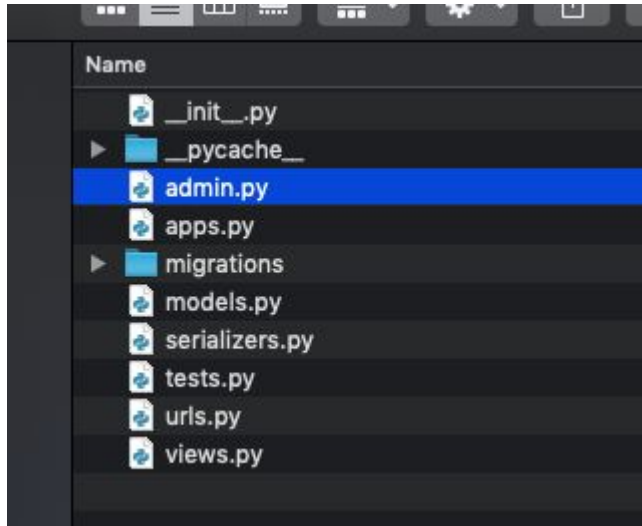 Name
__init__.py
__pycache__
admin.py
apps.py
migrations
models.py
serializers.py
tests.py
urls.py
views.py